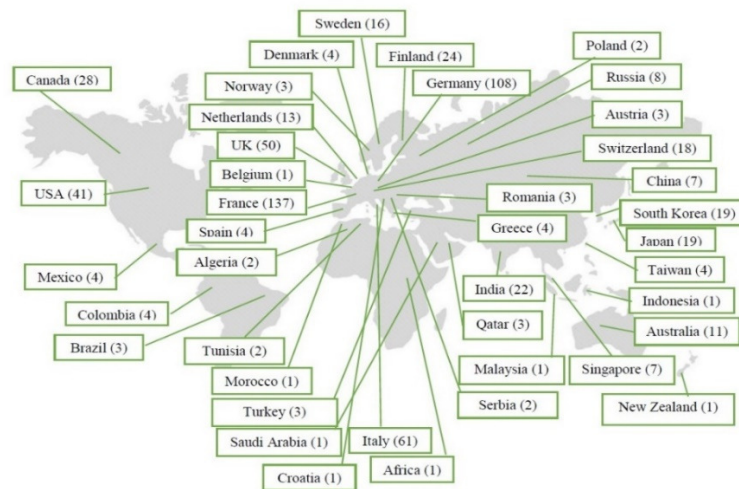 Sweden (16)
Denmark (4)
Finland (24)
Poland (2)
Canada (28)
Norway (3)
Germany (108)
Russia (8)
Netherlands (13)
Austria (3)
UK (50)
Switzerland (18)
Belgium (1)
China (7)
USA (41)
France (137)
Romania (3)
South Korea (19)
Spain (4)
Greece (4)
Japan (19)
Algeria (2)
Taiwan (4)
Mexico (4)
India (22)
Indonesia (1)
Colombia (4)
Qatar (3)
Australia (11)
Brazil (3)
Tunisia (2)
Malaysia (1)
Singapore (7)
Morocco (1)
Serbia (2)
New Zealand (1)
Turkey (3)
Saudi Arabia (1)
Italy (61)
Croatia (1)
Africa (1)